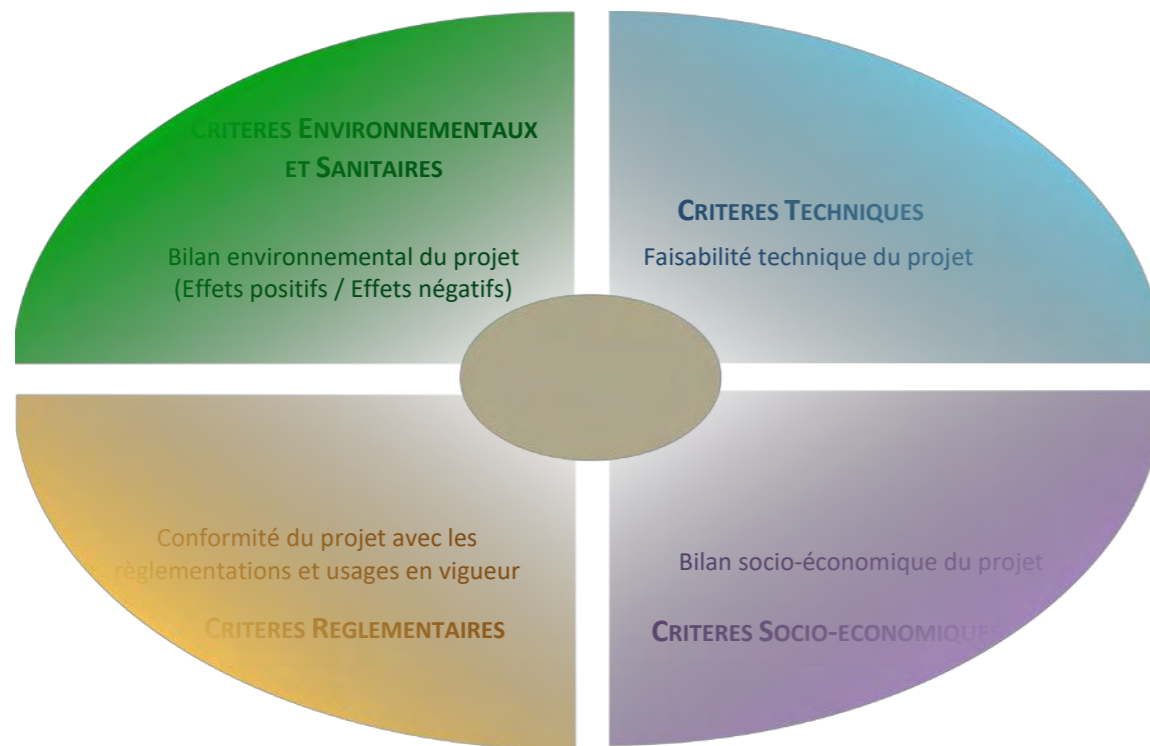 CRITERES ENVIRONNEMENTAUX
ET SANITAIRES
Bilan environnemental du projet
(Effets positifs / Effets négatifs)
CRITERES TECHNIQUES
Faisabilité technique du projet
Conformité du projet avec les
règlementations et usages en vigueur
CRITERES REGLEMENTAIRES
Bilan socio-économique du projet
CRITERES SOCIO-ECONOMIQUES